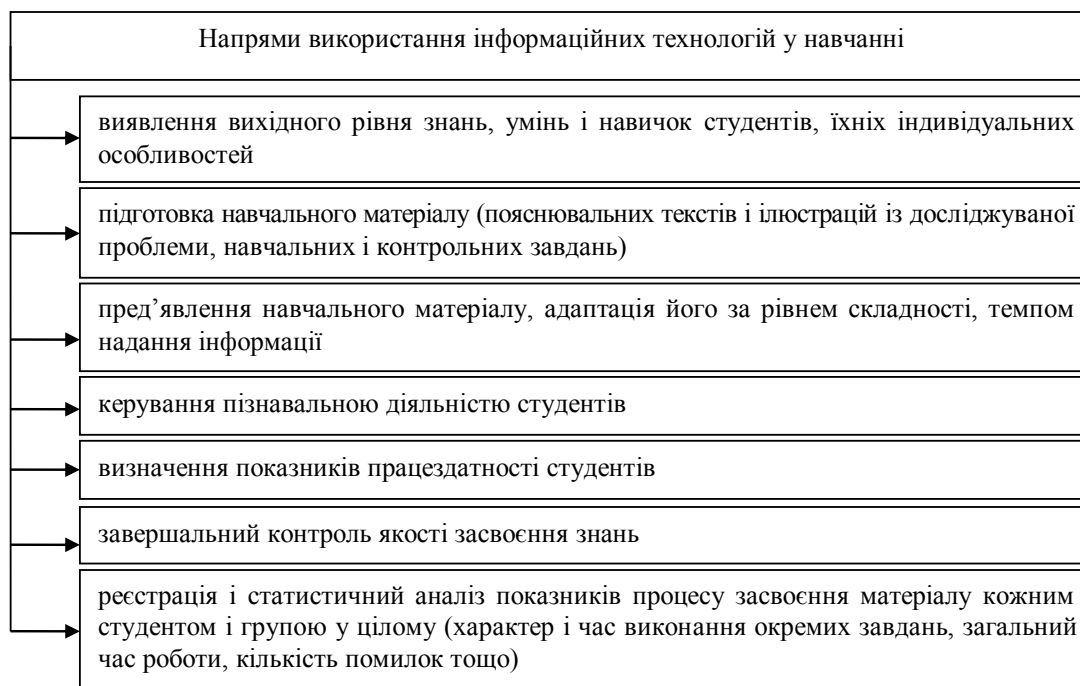 Напрями використання інформаційних технологій у навчанні
виявлення вихідного рівня знань, умінь і навичок студентів, їхніх індивідуальних
особливостей
підготовка навчального матеріалу (пояснювальних текстів і ілюстрацій із досліджуваної
проблеми, навчальних і контрольних завдань)
пред’явлення навчального матеріалу, адаптація його за рівнем складності, темпом
надання інформації
керування пізнавальною діяльністю студентів
визначення показників працездатності студентів
завершальний контроль якості засвоєння знань
реєстрація і статистичний аналіз показників процесу засвоєння матеріалу кожним
студентом і групою у цілому (характер і час виконання окремих завдань, загальний
час роботи, кількість помилок тощо)